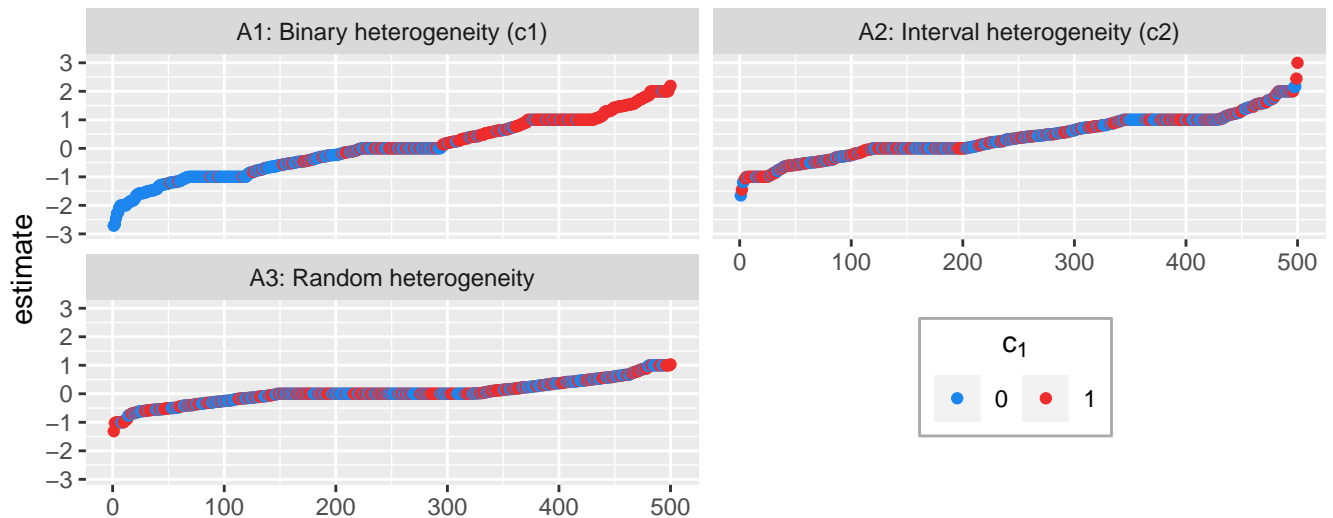 A1: Binary heterogeneity (c1)
A2: Interval heterogeneity (c2)
3
2
1
0
−1
−2
−3
0 100 200 300 400 500
A3: Random heterogeneity
3
2
1
0
−1
−2
−3
0 100 200 300 400 500
estimate
c1
0 1